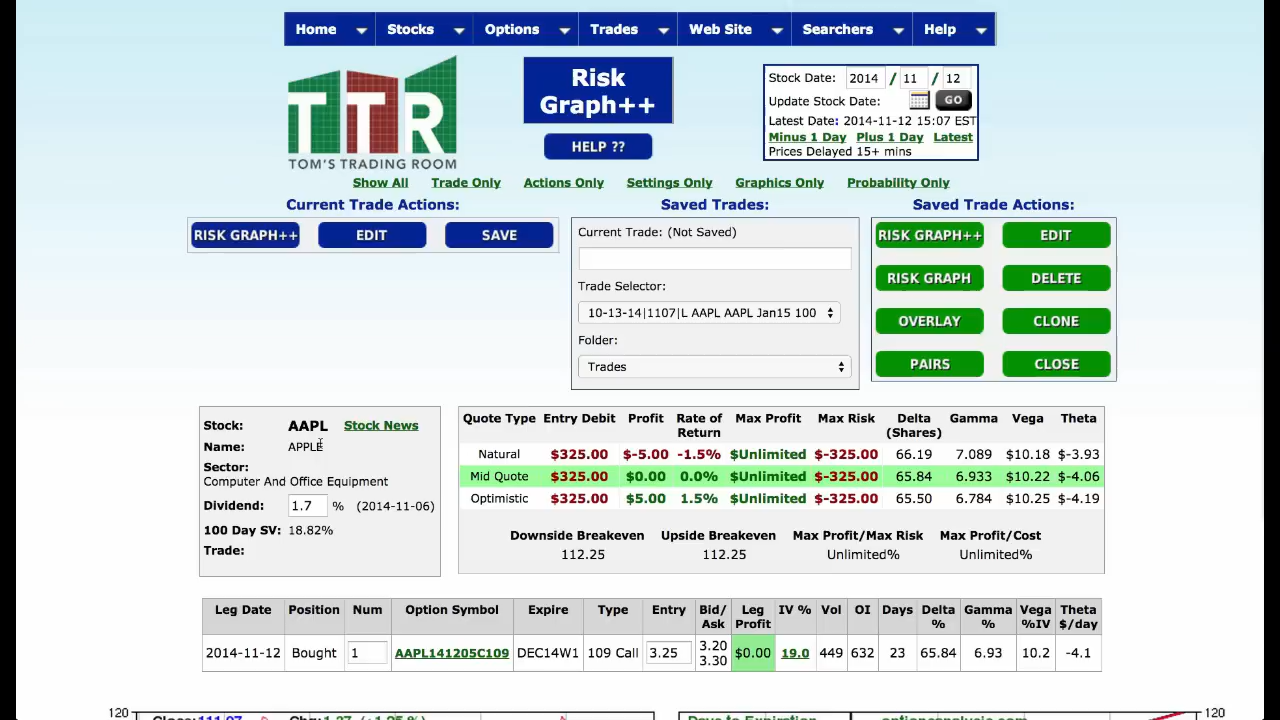 Home Stocks Options Trades Web Site Searchers Help
TTR
TOM'S TRADING ROOM
Risk
Graph++
HELP ??
Stock Date: 2014 / 11 / 12
Update Stock Date: GO
Latest Date: 2014-11-12 15:07 EST
Minus 1 Day Plus 1 Day Latest
Prices Delayed 15+ mins
Show All Trade Only Actions Only Settings Only Graphics Only Probability Only
Current Trade Actions: Saved Trades: Saved Trade Actions:
RISK GRAPH++ EDIT SAVE
Current Trade: (Not Saved)
Trade Selector:
10-13-14|1107|L AAPL AAPL Jan15 100
Folder:
Trades
RISK GRAPH++ EDIT
RISK GRAPH DELETE
OVERLAY CLONE
PAIRS CLOSE
Stock: AAPL Stock News
Name: APPLE
Sector:
Computer And Office Equipment
Dividend: 1.7 % (2014-11-06)
100 Day SV: 18.82%
Trade:
Quote Type Entry Debit Profit Rate of Return Max Profit Max Risk Delta (Shares) Gamma Vega Theta
Natural $325.00 $-5.00 -1.5% $Unlimited $-325.00 66.19 7.089 $10.18 $-3.93
Mid Quote $325.00 $0.00 0.0% $Unlimited $-325.00 65.84 6.933 $10.22 $-4.06
Optimistic $325.00 $5.00 1.5% $Unlimited $-325.00 65.50 6.784 $10.25 $-4.19
Downside Breakeven Upside Breakeven Max Profit/Max Risk Max Profit/Cost
112.25 112.25 Unlimited% Unlimited%
Leg Date Position Num Option Symbol Expire Type Entry Bid/ Ask Leg Profit IV % Vol OI Days Delta % Gamma % Vega %IV Theta $/day
2014-11-12 Bought 1 AAPL141205C109 DEC14W1 109 Call 3.25 3.20 3.30 $0.00 19.0 449 632 23 65.84 6.93 10.2 -4.1
120 120